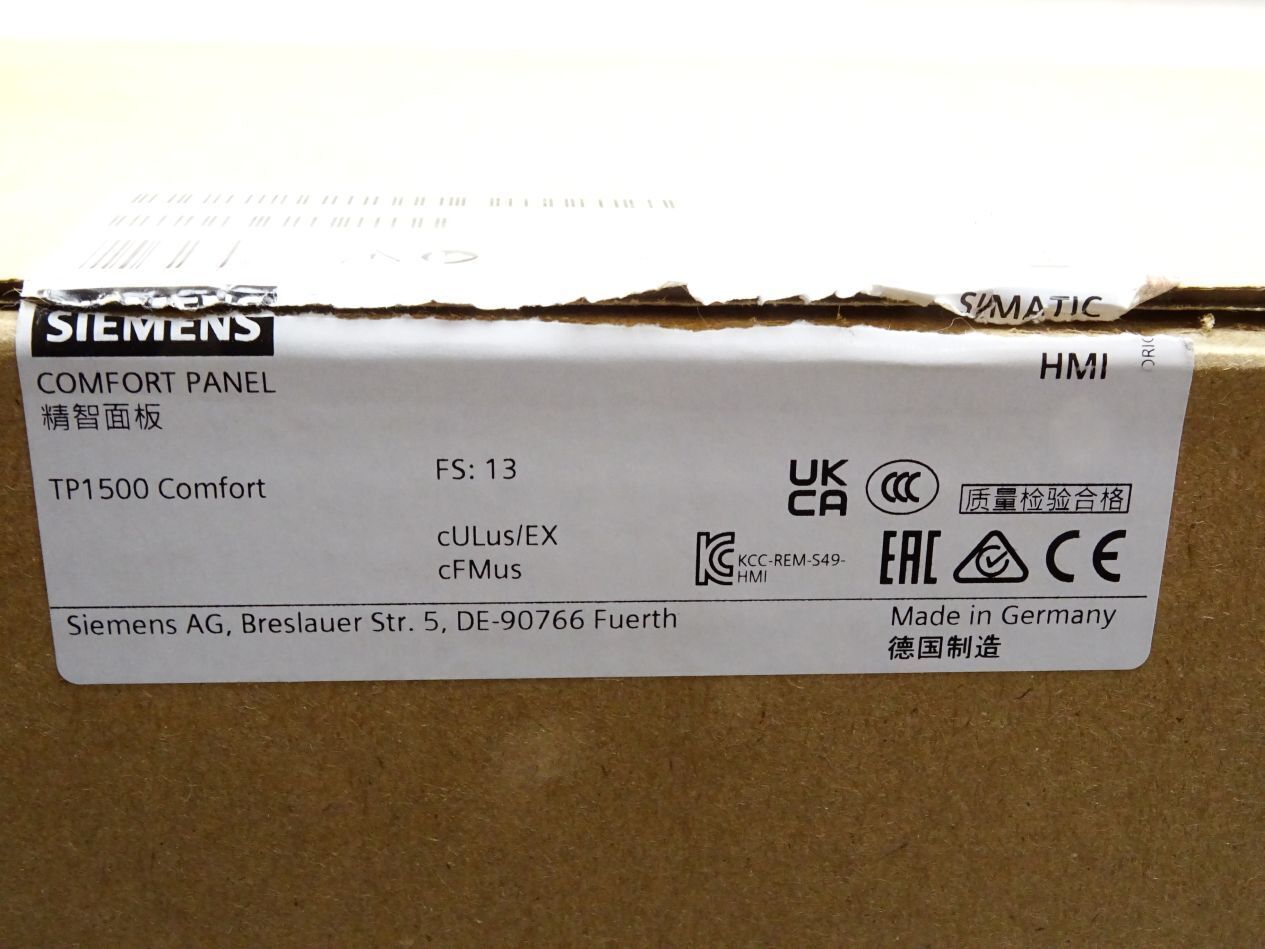 SIEMENS
SIMATIC
HMI
COMFORT PANEL
精智面板
TP1500 Comfort
FS: 13
cULus/EX
cFMus
UK
CA
CCC
质量检验合格
KCC-REM-S49-
HMI
EAC
CE
Siemens AG, Breslauer Str. 5, DE-90766 Fuerth
Made in Germany
德国制造